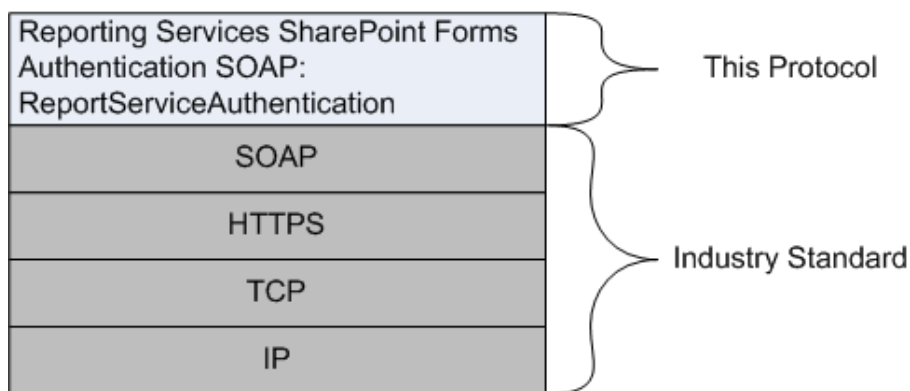 Reporting Services SharePoint Forms
Authentication SOAP:
ReportServiceAuthentication
This Protocol
SOAP
HTTPS
TCP
IP
Industry Standard